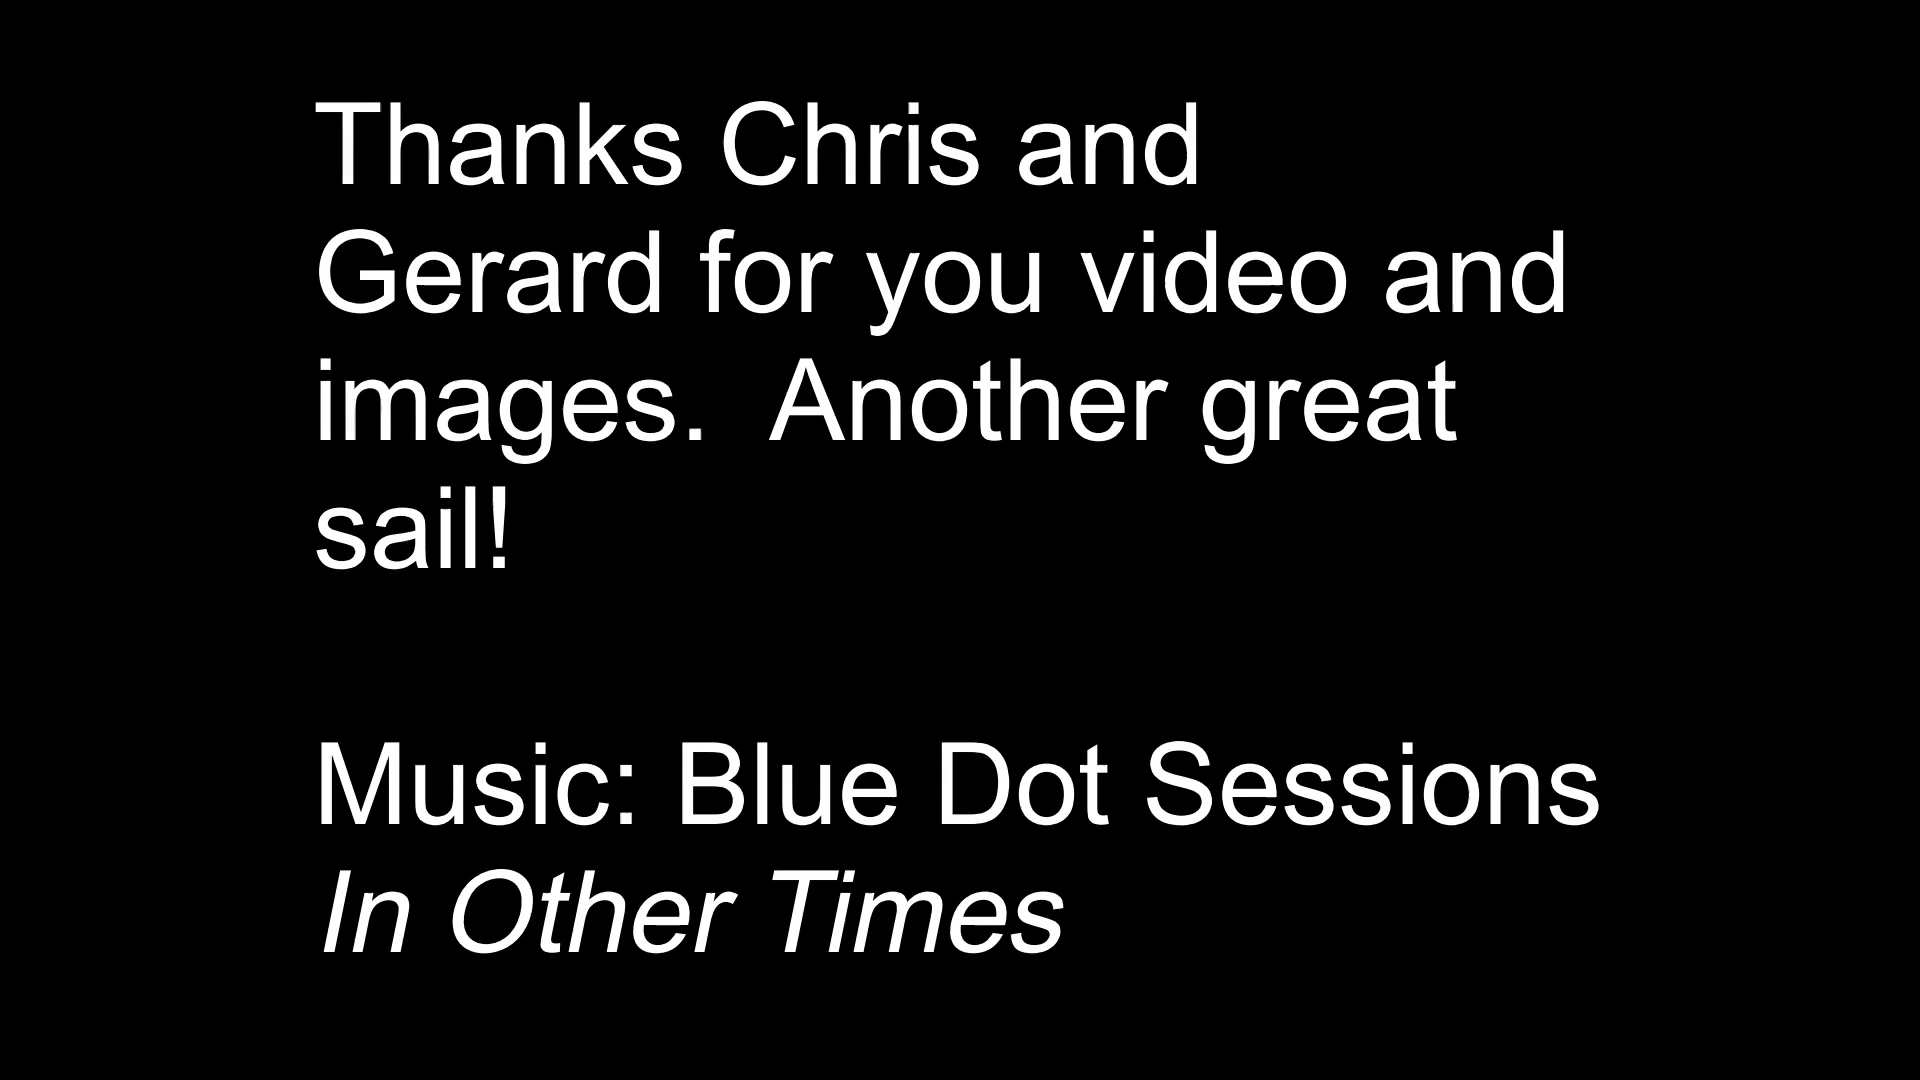 Thanks Chris and
Gerard for you video and
images.  Another great
sail!
Music: Blue Dot Sessions
In Other Times